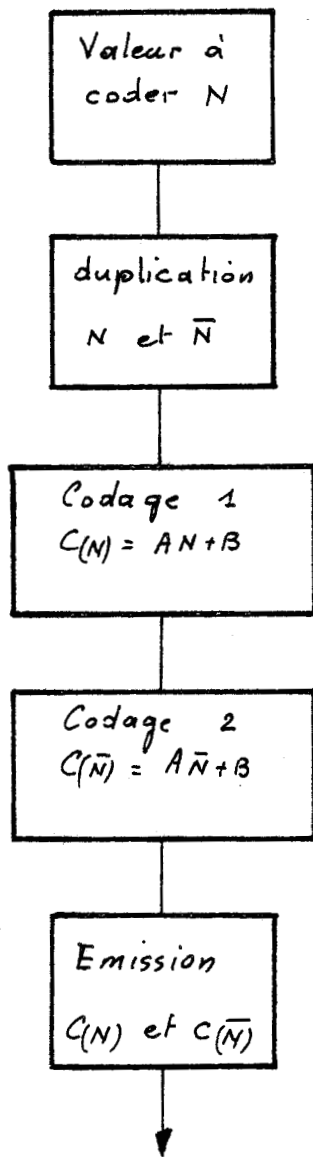 Valeur à
coder N
duplication
N et N̄
Codage 1
C(N) = AN+B
Codage 2
C(N̄) = AN̄+B
Emission
C(N) et C(N̄)